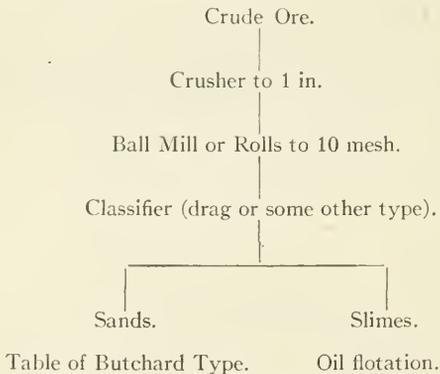 Crude Ore.
Crusher to 1 in.
Ball Mill or Rolls to 10 mesh.
Classifier (drag or some other type).
Sands.
Slimes.
Table of Butchard Type.
Oil flotation.